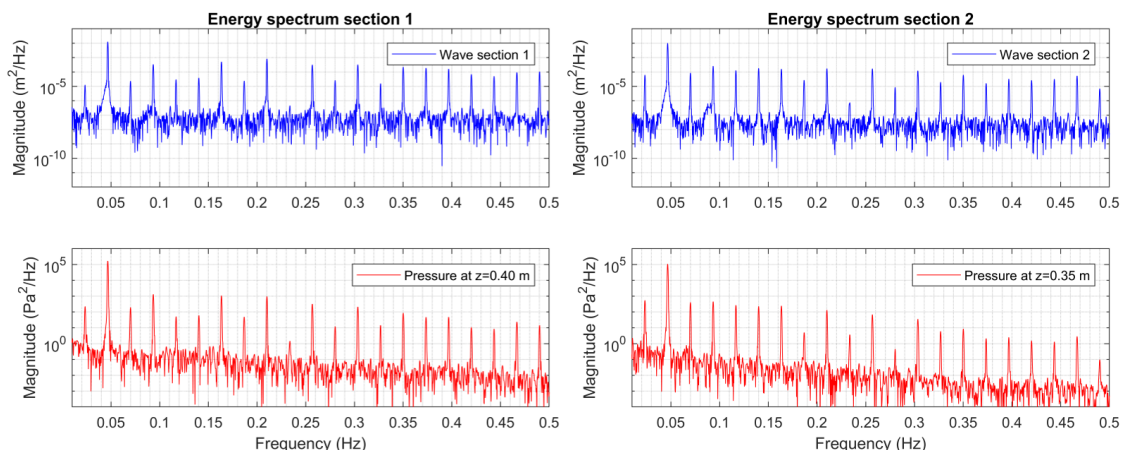 Energy spectrum section 1
Magnitude (m²/Hz)
10⁻⁵
10⁻¹⁰
Wave section 1
0.05 0.1 0.15 0.2 0.25 0.3 0.35 0.4 0.45 0.5
Energy spectrum section 2
Magnitude (m²/Hz)
10⁻⁵
10⁻¹⁰
Wave section 2
0.05 0.1 0.15 0.2 0.25 0.3 0.35 0.4 0.45 0.5
Magnitude (Pa²/Hz)
10⁵
10⁰
Pressure at z=0.40 m
0.05 0.1 0.15 0.2 0.25 0.3 0.35 0.4 0.45 0.5
Frequency (Hz)
Magnitude (Pa²/Hz)
10⁵
10⁰
Pressure at z=0.35 m
0.05 0.1 0.15 0.2 0.25 0.3 0.35 0.4 0.45 0.5
Frequency (Hz)